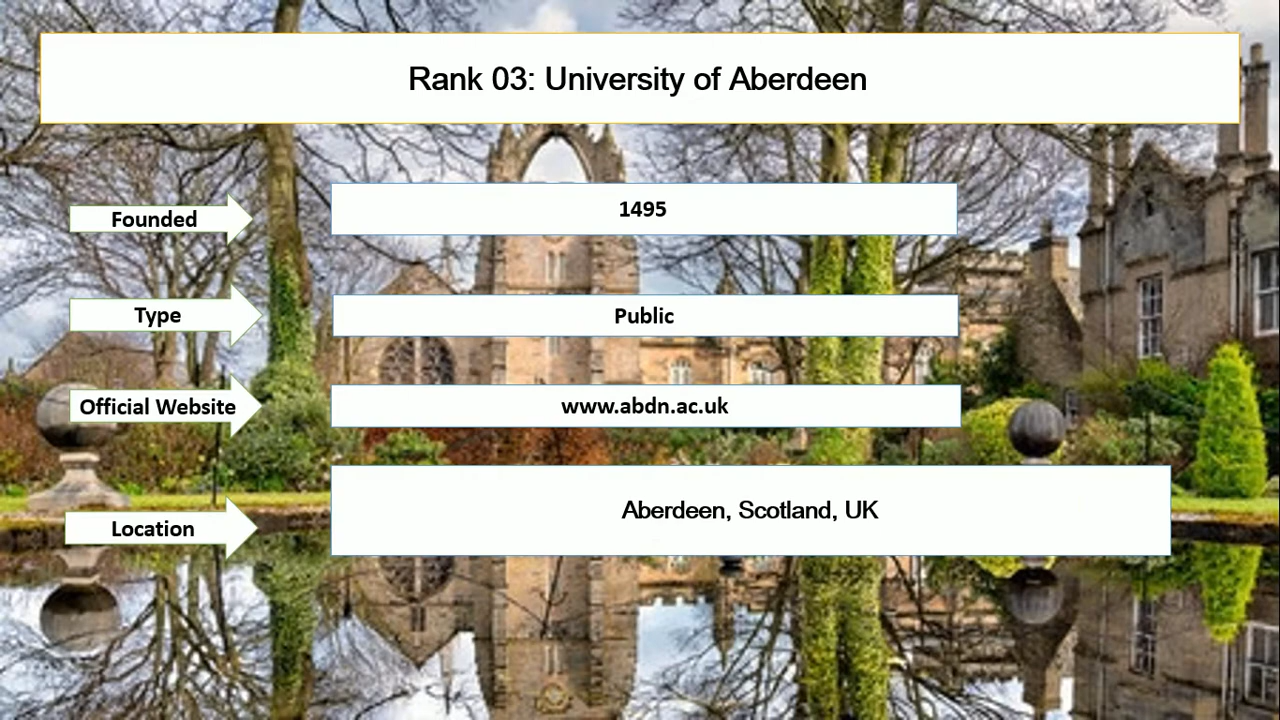 Rank 03: University of Aberdeen
Founded
1495
Type
Public
Official Website
www.abdn.ac.uk
Location
Aberdeen, Scotland, UK